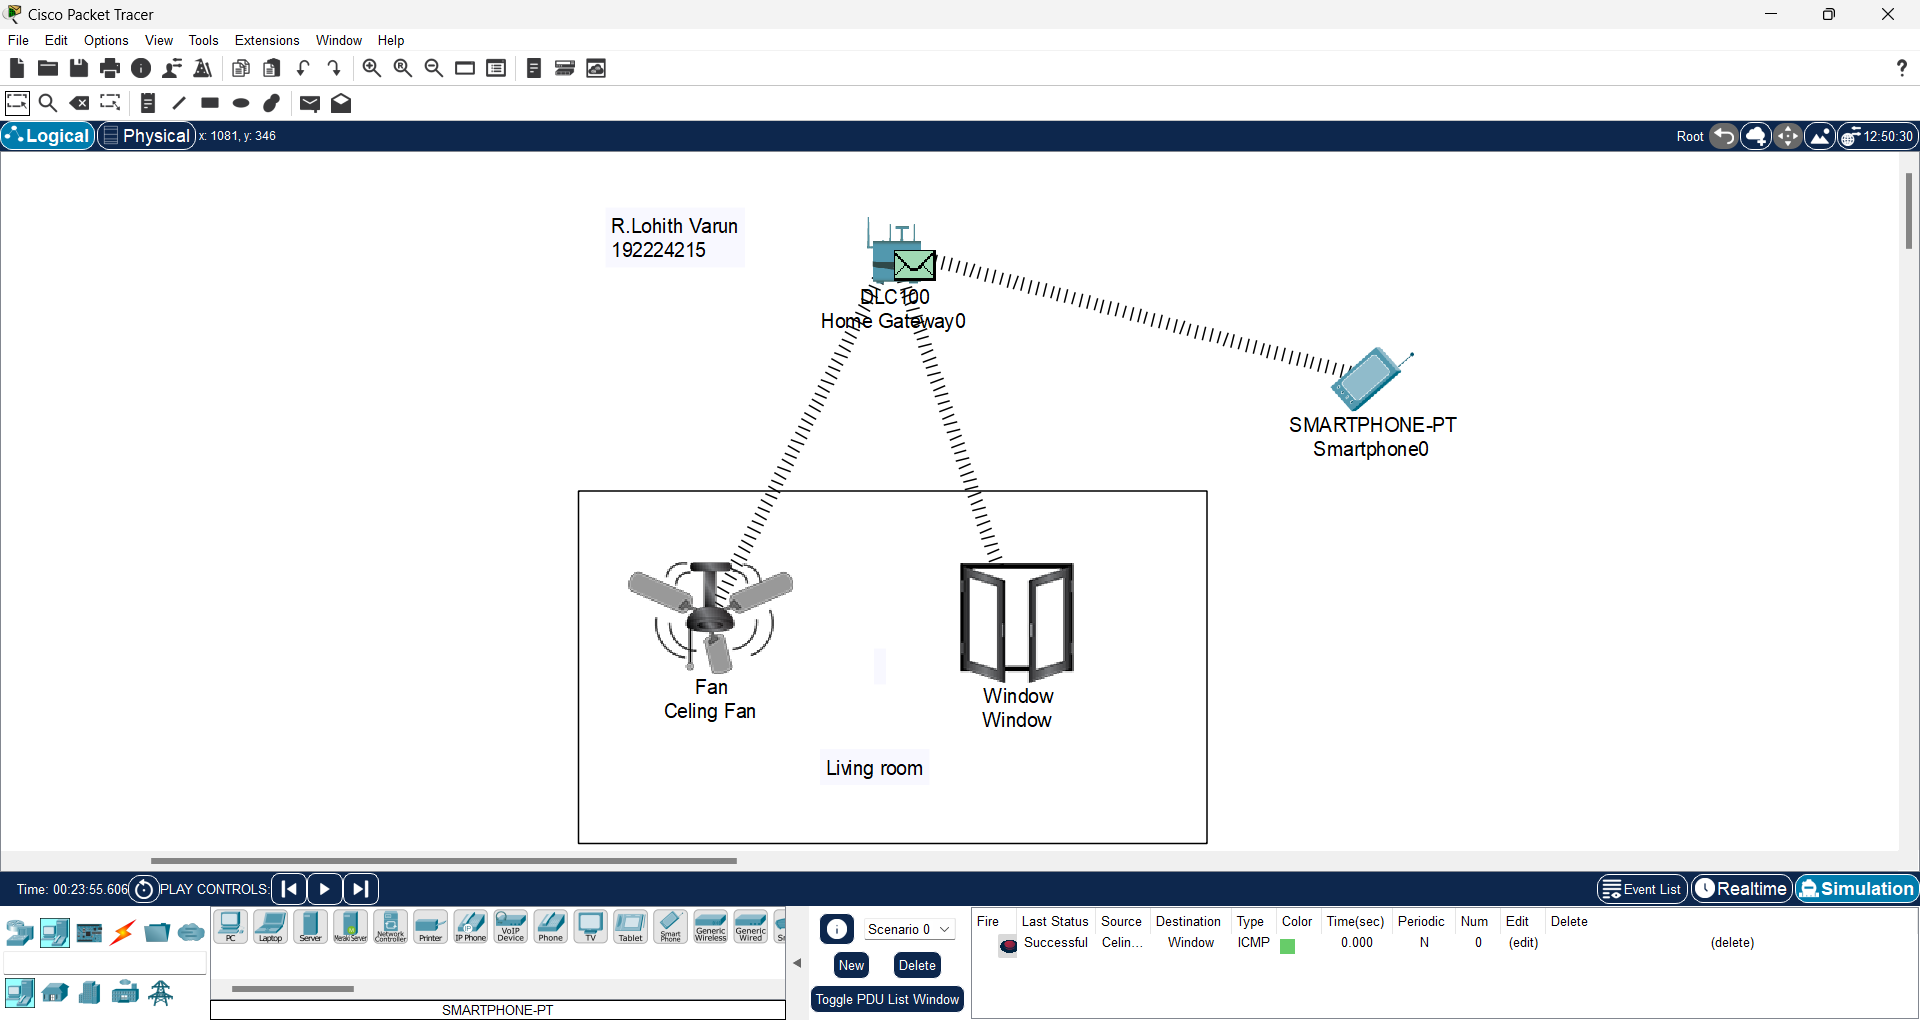 Cisco Packet Tracer
File Edit Options View Tools Extensions Window Help
?
Logical Physical x: 1081, y: 346 Root 12:50:30
R.Lohith Varun
192224215
DLC100
Home Gateway0
SMARTPHONE-PT
Smartphone0
Fan
Celing Fan
Window
Window
Living room
Time: 00:23:55.606 PLAY CONTROLS: Event List Realtime Simulation
PC Laptop Server Meraki Server Network Controller Printer IP Phone VoIP Device Phone TV Tablet Smart Phone Generic Wireless Generic Wired
SMARTPHONE-PT
Scenario 0
New Delete
Toggle PDU List Window
Fire Last Status Source Destination Type Color Time(sec) Periodic Num Edit Delete
Successful Celin... Window ICMP 0.000 N 0 (edit) (delete)